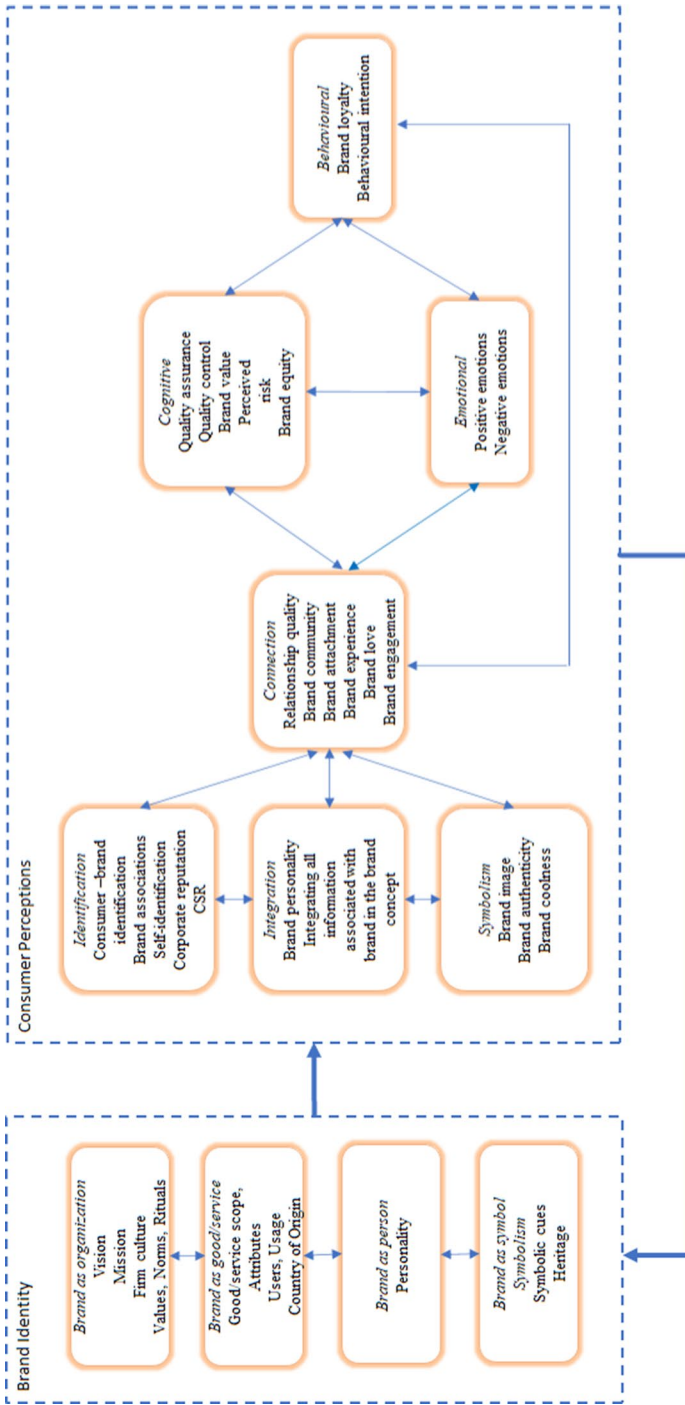 Brand Identity
Brand as organization
Vision
Mission
Firm culture
Values, Norms, Rituals
Brand as good/service
Good/service scope,
Attributes
Users, Usage
Country of Origin
Brand as person
Personality
Brand as symbol
Symbolism
Symbolic cues
Heritage
Consumer Perceptions
Identification
Consumer –brand
identification
Brand associations
Self-identification
Corporate reputation
CSR
Integration
Brand personality
Integrating all
information
associated with
brand in the brand
concept
Symbolism
Brand image
Brand authenticity
Brand coolness
Connection
Relationship quality
Brand community
Brand attachment
Brand experience
Brand love
Brand engagement
Cognitive
Quality assurance
Quality control
Brand value
Perceived
risk
Brand equity
Emotional
Positive emotions
Negative emotions
Behavioural
Brand loyalty
Behavioural intention